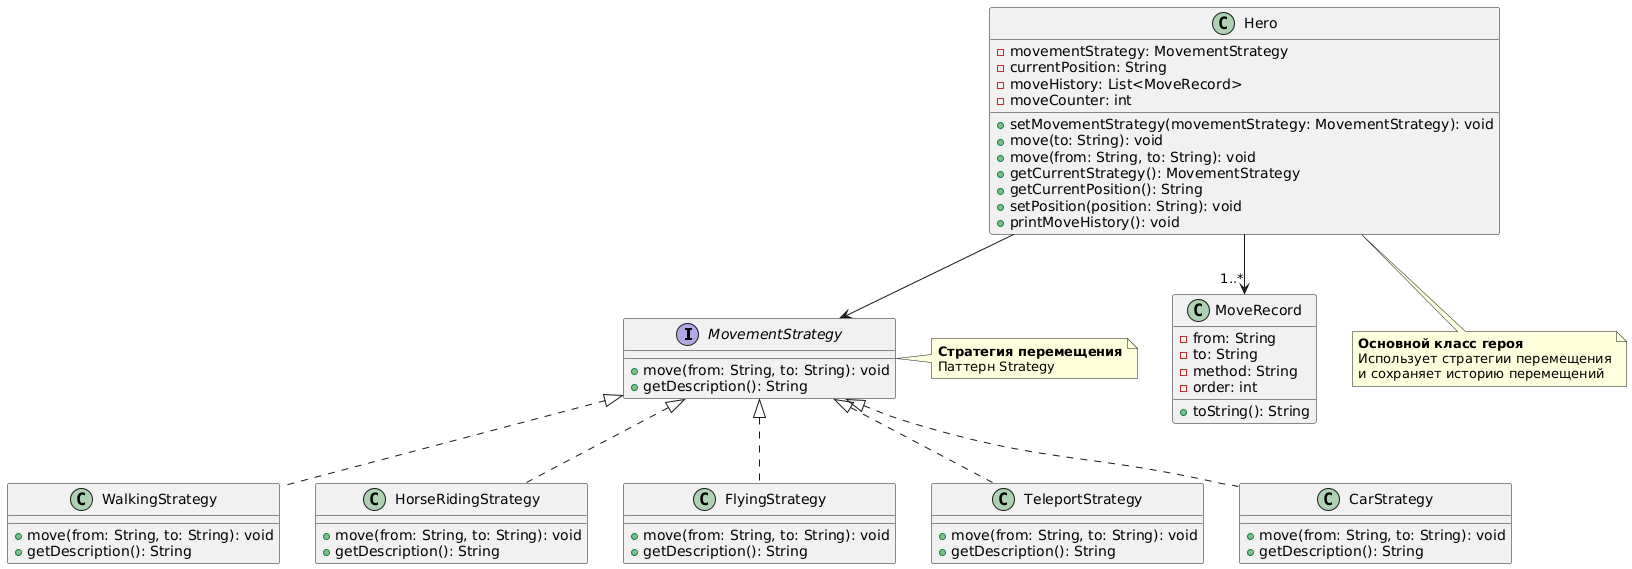 C Hero
movementStrategy: MovementStrategy
currentPosition: String
moveHistory: List<MoveRecord>
moveCounter: int
setMovementStrategy(movementStrategy: MovementStrategy): void
move(to: String): void
move(from: String, to: String): void
getCurrentStrategy(): MovementStrategy
getCurrentPosition(): String
setPosition(position: String): void
printMoveHistory(): void
1..*
I MovementStrategy
move(from: String, to: String): void
getDescription(): String
Стратегия перемещения
Паттерн Strategy
C MoveRecord
from: String
to: String
method: String
order: int
toString(): String
Основной класс героя
Использует стратегии перемещения
и сохраняет историю перемещений
C WalkingStrategy
move(from: String, to: String): void
getDescription(): String
C HorseRidingStrategy
move(from: String, to: String): void
getDescription(): String
C FlyingStrategy
move(from: String, to: String): void
getDescription(): String
C TeleportStrategy
move(from: String, to: String): void
getDescription(): String
C CarStrategy
move(from: String, to: String): void
getDescription(): String